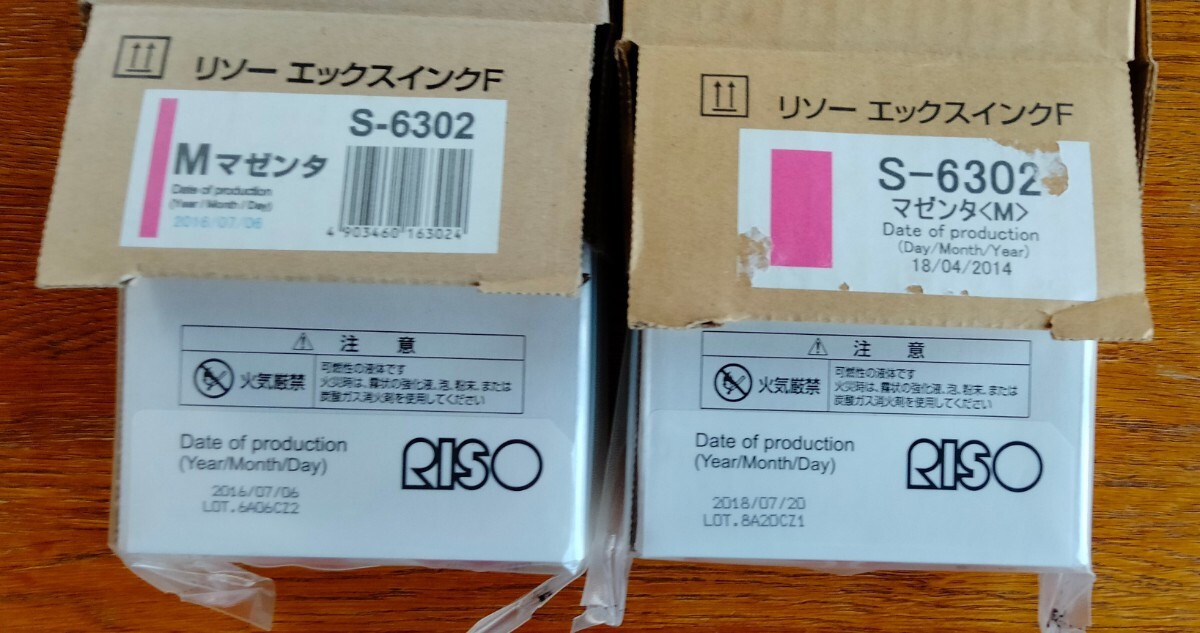 リソー エックスインクF
S-6302
M マゼンタ
Date of production
(Year / Month / Day)
2016/07/06
4 903460 163024
注 意
火気厳禁
可燃性の液体です
火災時は、霧状の強化液、泡、粉末、または
炭酸ガス消火剤を使用してください
Date of production
(Year/Month/Day)
2016/07/06
LOT.6A06CZ2
RISO
リソー エックスインクF
S-6302
マゼンタ<M>
Date of production
(Day/Month/Year)
18/04/2014
注 意
火気厳禁
可燃性の液体です
火災時は、霧状の強化液、泡、粉末、または
炭酸ガス消火剤を使用してください
Date of production
(Year/Month/Day)
2018/07/20
LOT.8A20CZ1
RISO